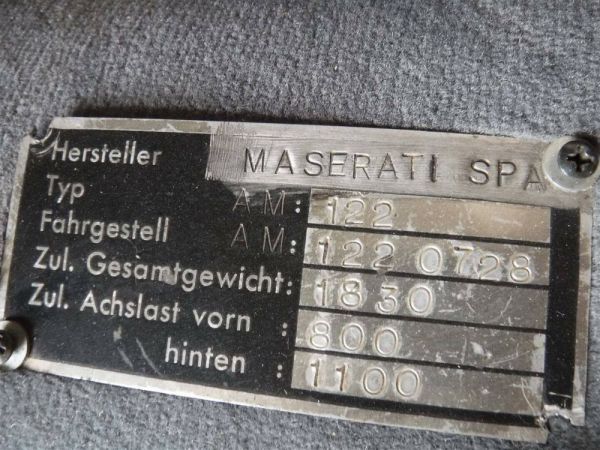 Hersteller MASERATI SPA
Typ AM: 122
Fahrgestell AM: 122 0728
Zul. Gesamtgewicht: 1830
Zul. Achslast vorn : 800
hinten : 1100